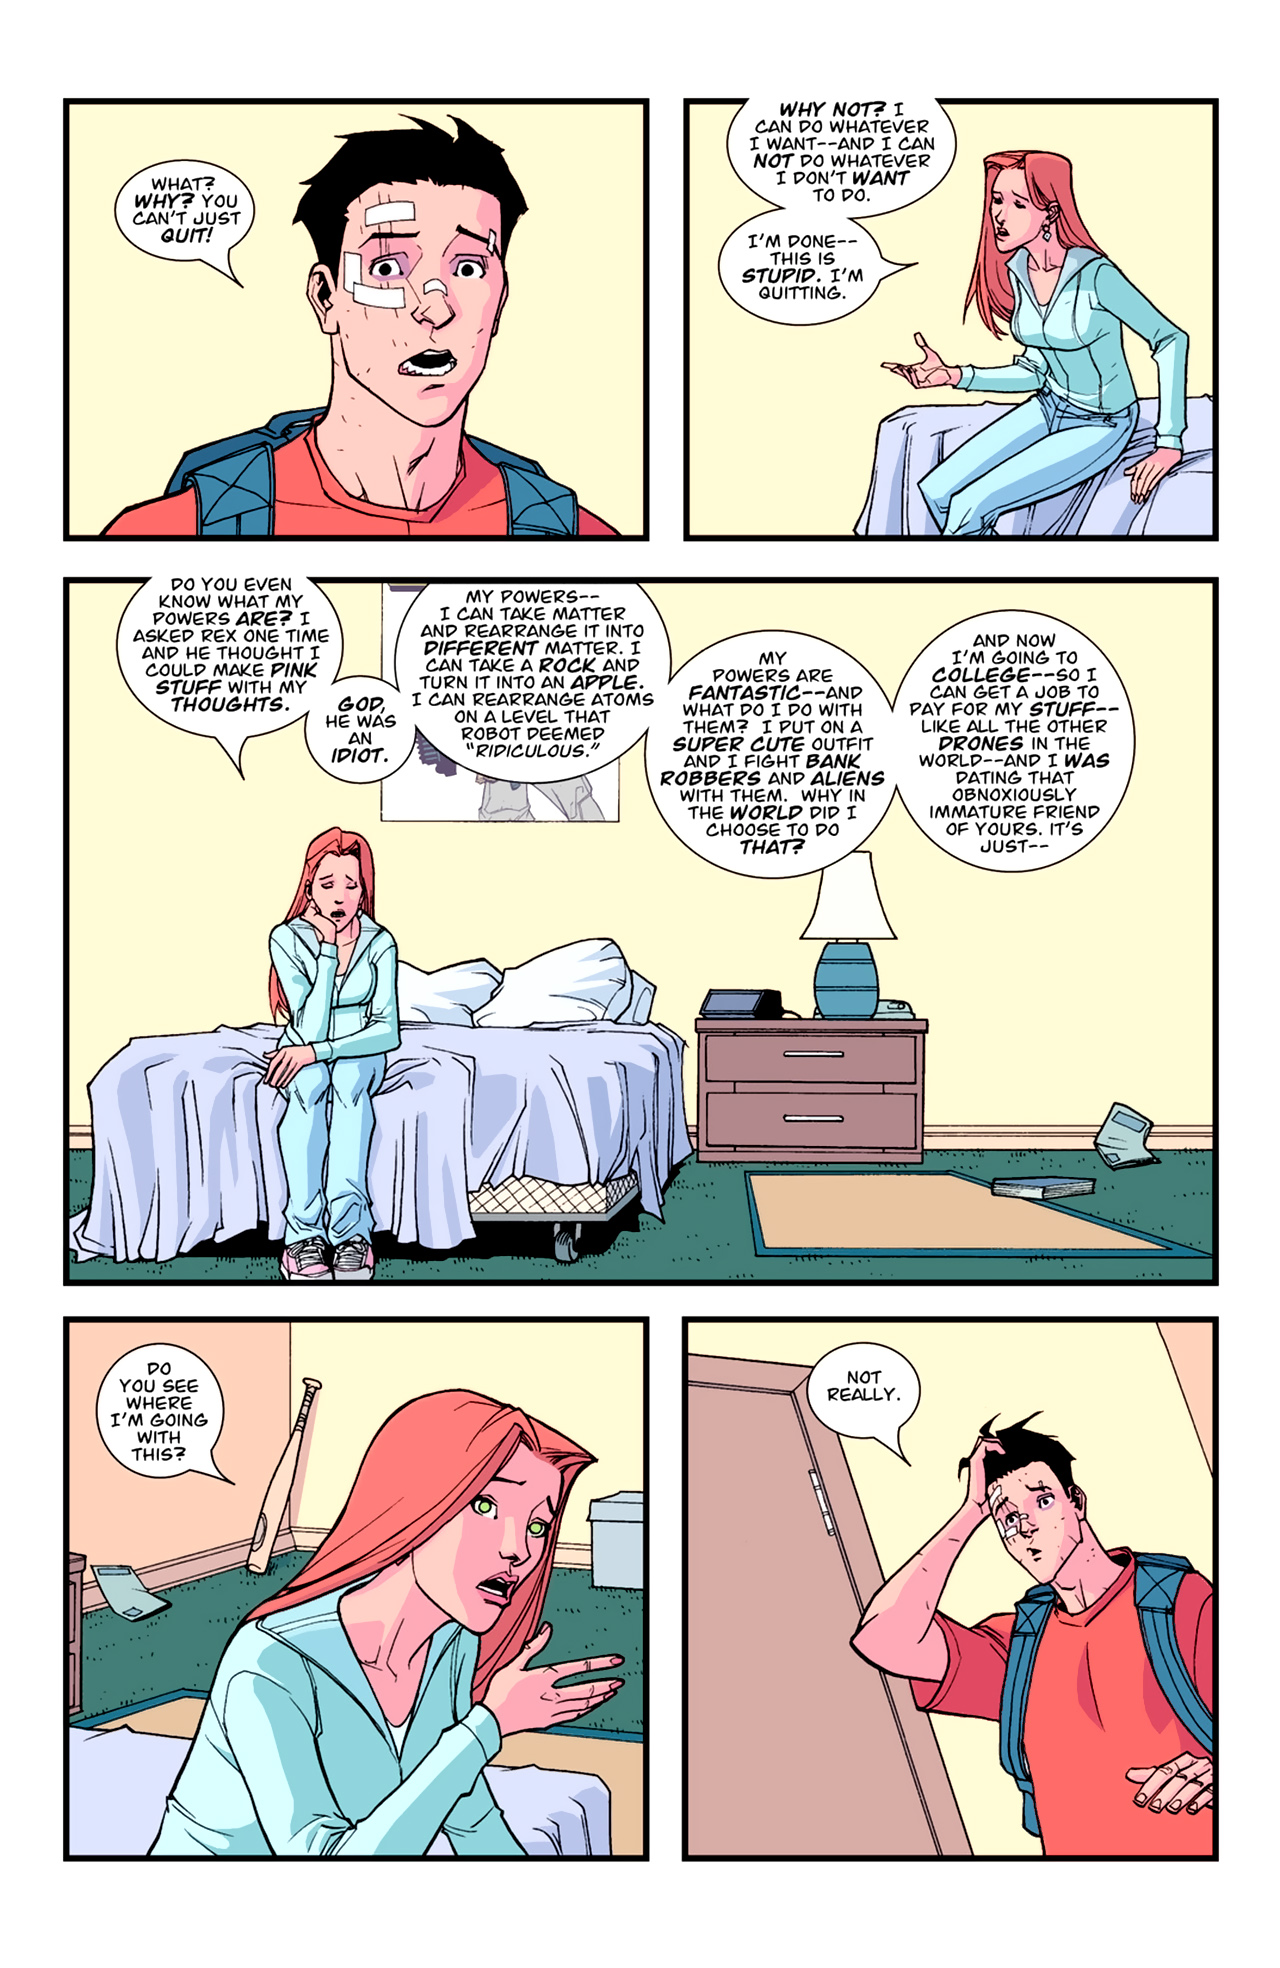 WHAT?
WHY? YOU
CAN'T JUST
QUIT!
WHY NOT? I
CAN DO WHATEVER
I WANT--AND I CAN
NOT DO WHATEVER
I DON'T WANT
TO DO.
I'M DONE--
THIS IS
STUPID. I'M
QUITTING.
DO YOU EVEN
KNOW WHAT MY
POWERS ARE? I
ASKED REX ONE TIME
AND HE THOUGHT I
COULD MAKE PINK
STUFF WITH MY
THOUGHTS.
GOD,
HE WAS
AN
IDIOT.
MY POWERS--
I CAN TAKE MATTER
AND REARRANGE IT INTO
DIFFERENT MATTER. I
CAN TAKE A ROCK AND
TURN IT INTO AN APPLE.
I CAN REARRANGE ATOMS
ON A LEVEL THAT
ROBOT DEEMED
"RIDICULOUS."
MY
POWERS ARE
FANTASTIC--AND
WHAT DO I DO WITH
THEM? I PUT ON A
SUPER CUTE OUTFIT
AND I FIGHT BANK
ROBBERS AND ALIENS
WITH THEM. WHY IN
THE WORLD DID I
CHOOSE TO DO
THAT?
AND NOW
I'M GOING TO
COLLEGE--SO I
CAN GET A JOB TO
PAY FOR MY STUFF--
LIKE ALL THE OTHER
DRONES IN THE
WORLD--AND I WAS
DATING THAT
OBNOXIOUSLY
IMMATURE FRIEND
OF YOURS. IT'S
JUST--
DO
YOU SEE
WHERE
I'M GOING
WITH
THIS?
NOT
REALLY.